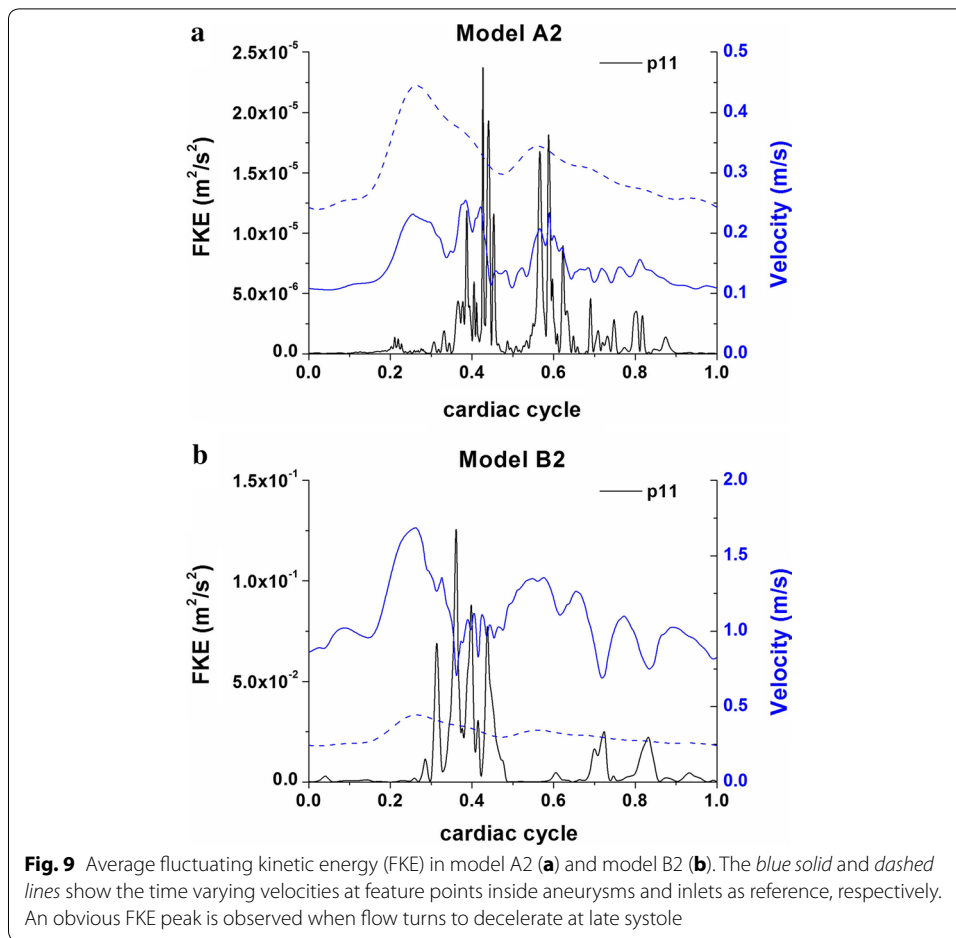 a
Model A2
p11
2.5x10⁻⁵
2.0x10⁻⁵
1.5x10⁻⁵
1.0x10⁻⁵
5.0x10⁻⁶
0.0
FKE (m²/s²)
0.5
0.4
0.3
0.2
0.1
0.0
Velocity (m/s)
0.0 0.2 0.4 0.6 0.8 1.0
cardiac cycle
b
Model B2
p11
1.5x10⁻¹
1.0x10⁻¹
5.0x10⁻²
0.0
FKE (m²/s²)
2.0
1.5
1.0
0.5
0.0
Velocity (m/s)
0.0 0.2 0.4 0.6 0.8 1.0
cardiac cycle
Fig. 9 Average fluctuating kinetic energy (FKE) in model A2 (a) and model B2 (b). The blue solid and dashed
lines show the time varying velocities at feature points inside aneurysms and inlets as reference, respectively.
An obvious FKE peak is observed when flow turns to decelerate at late systole